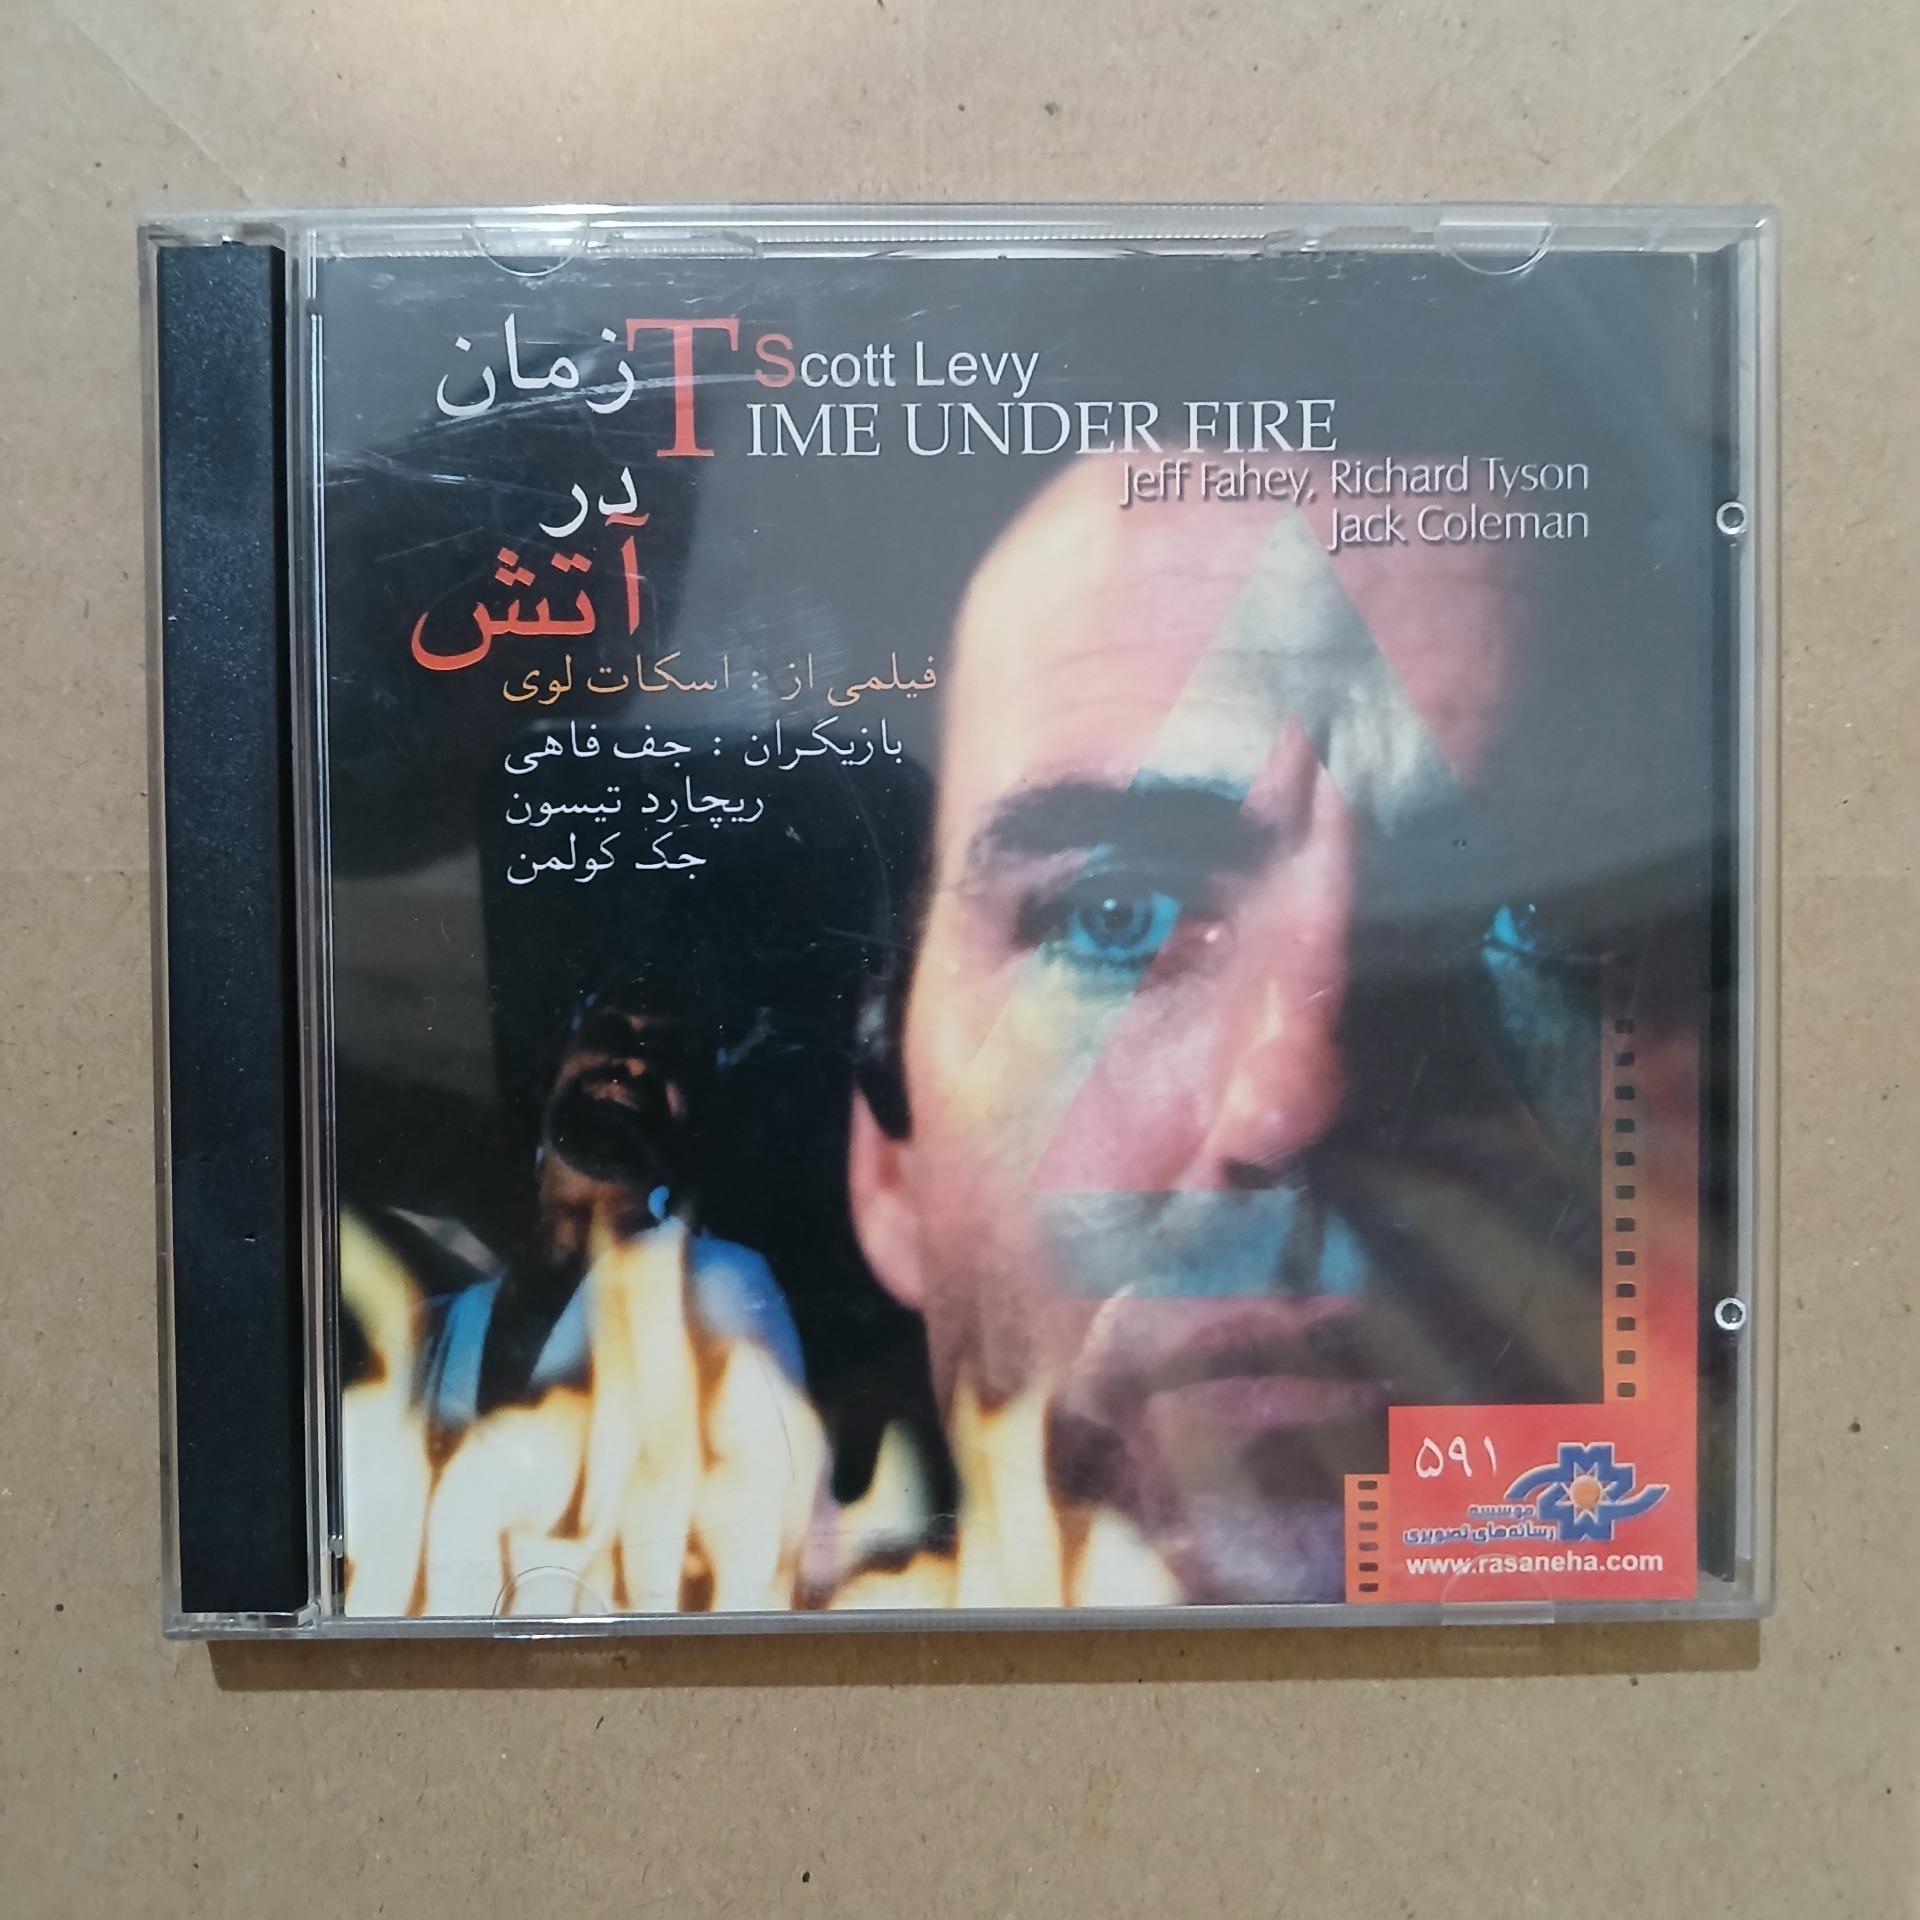 Scott Levy
TIME UNDER FIRE
Jeff Fahey, Richard Tyson
Jack Coleman
زمان
در
آتش
فیلمی از : اسکات لوی
بازیگران : جف فاهی
ریچارد تیسون
جک کولمن
۵۹۱
موسسه
رسانه‌های تصویری
www.rasaneha.com